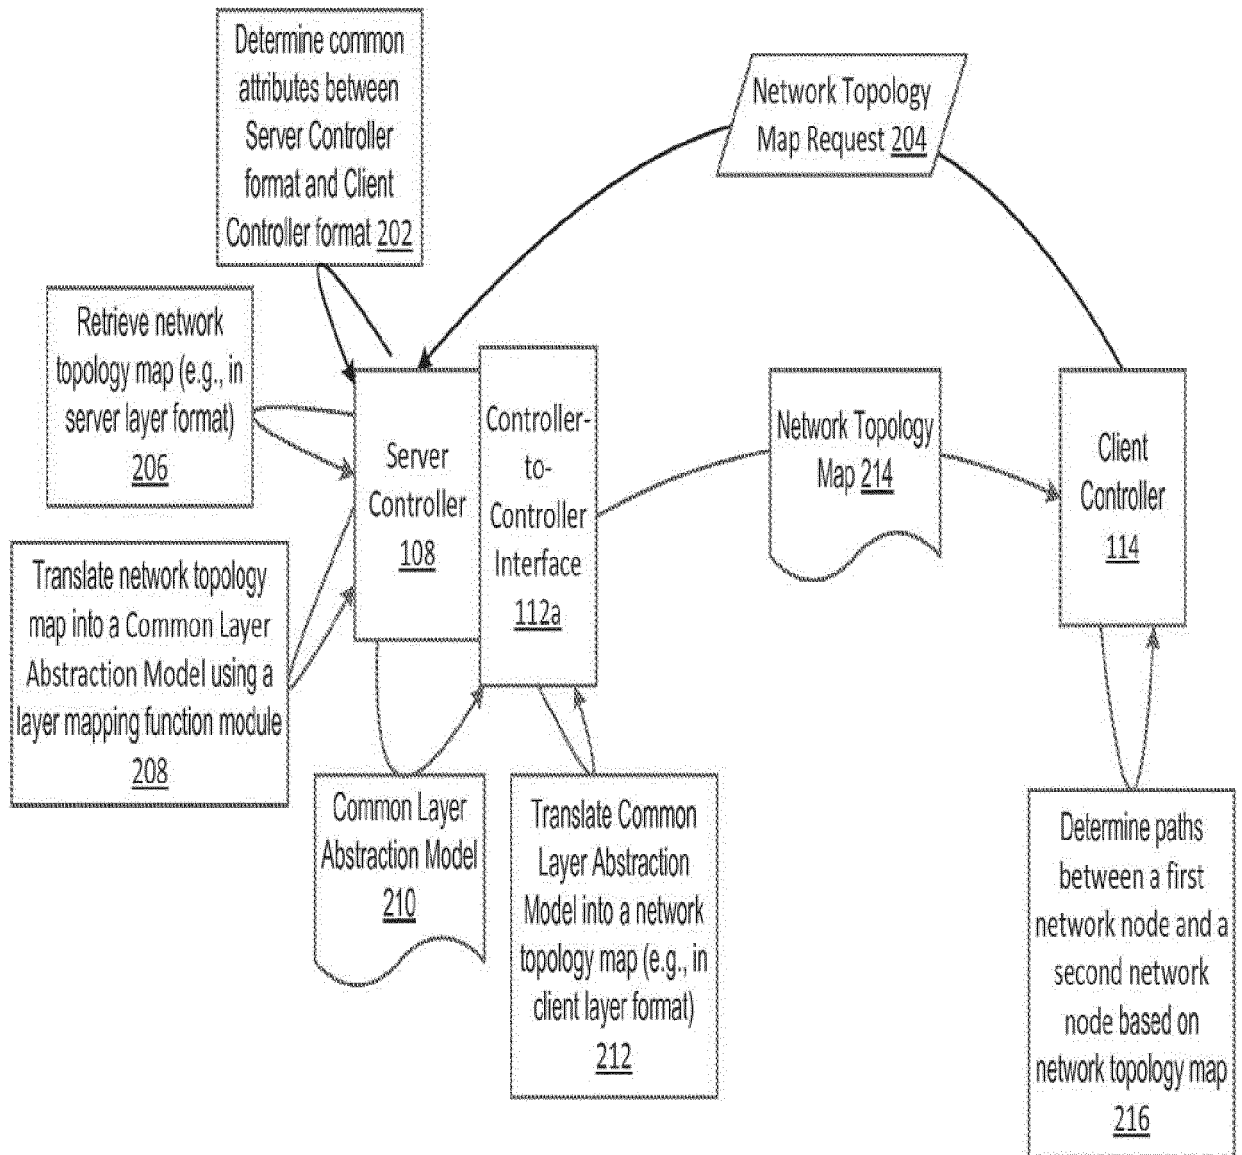 Determine common
attributes between
Server Controller
format and Client
Controller format 202
Network Topology
Map Request 204
Retrieve network
topology map (e.g., in
server layer format)
206
Server
Controller
108
Controller-
to-
Controller
Interface
112a
Network Topology
Map 214
Client
Controller
114
Translate network topology
map into a Common Layer
Abstraction Model using a
layer mapping function module
208
Common Layer
Abstraction Model
210
Translate Common
Layer Abstraction
Model into a network
topology map (e.g., in
client layer format)
212
Determine paths
between a first
network node and a
second network
node based on
network topology map
216